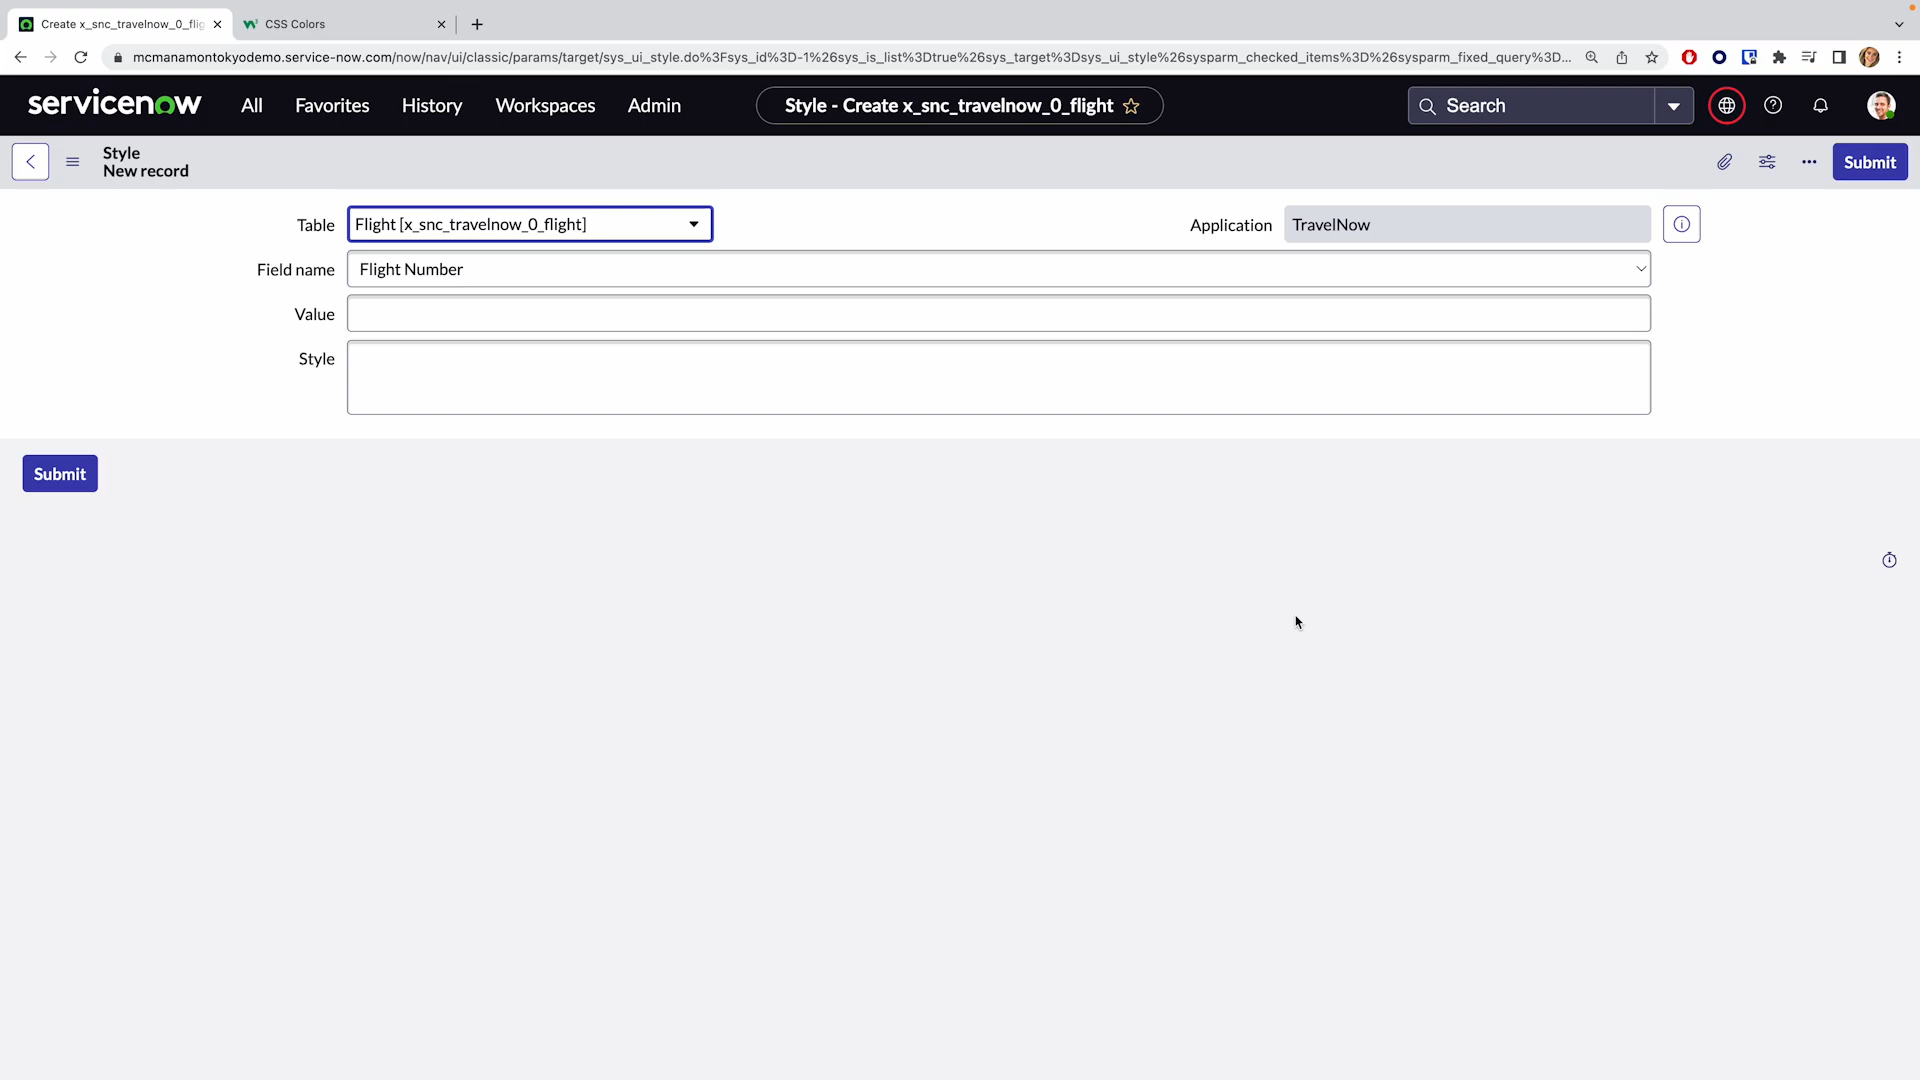 Create x_snc_travelnow_0_flig
CSS Colors
mcmanamontokyodemo.service-now.com/now/nav/ui/classic/params/target/sys_ui_style.do%3Fsys_id%3D-1%26sys_is_list%3Dtrue%26sys_target%3Dsys_ui_style%26sysparm_checked_items%3D%26sysparm_fixed_query%3D...
servicenow
All
Favorites
History
Workspaces
Admin
Style - Create x_snc_travelnow_0_flight
Search
Style
New record
Submit
Table
Flight [x_snc_travelnow_0_flight]
Application
TravelNow
Field name
Flight Number
Value
Style
Submit